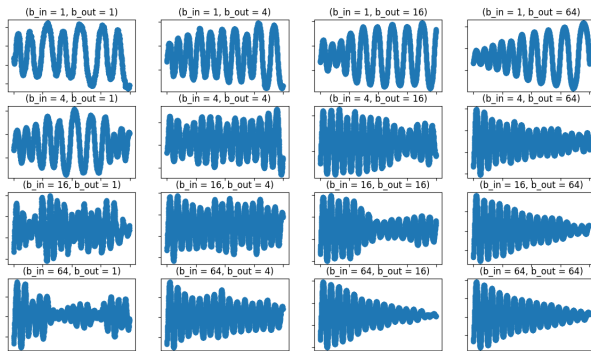 (b_in = 1, b_out = 1)
(b_in = 1, b_out = 4)
(b_in = 1, b_out = 16)
(b_in = 1, b_out = 64)
(b_in = 4, b_out = 1)
(b_in = 4, b_out = 4)
(b_in = 4, b_out = 16)
(b_in = 4, b_out = 64)
(b_in = 16, b_out = 1)
(b_in = 16, b_out = 4)
(b_in = 16, b_out = 16)
(b_in = 16, b_out = 64)
(b_in = 64, b_out = 1)
(b_in = 64, b_out = 4)
(b_in = 64, b_out = 16)
(b_in = 64, b_out = 64)